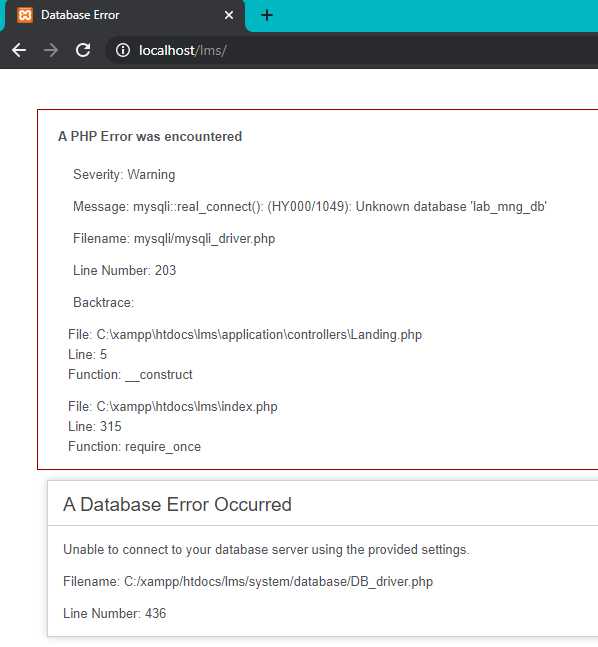 Database Error
localhost/lms/
A PHP Error was encountered
Severity: Warning
Message: mysqli::real_connect(): (HY000/1049): Unknown database 'lab_mng_db'
Filename: mysqli/mysqli_driver.php
Line Number: 203
Backtrace:
File: C:\xampp\htdocs\lms\application\controllers\Landing.php
Line: 5
Function: __construct
File: C:\xampp\htdocs\lms\index.php
Line: 315
Function: require_once
A Database Error Occurred
Unable to connect to your database server using the provided settings.
Filename: C:/xampp/htdocs/lms/system/database/DB_driver.php
Line Number: 436